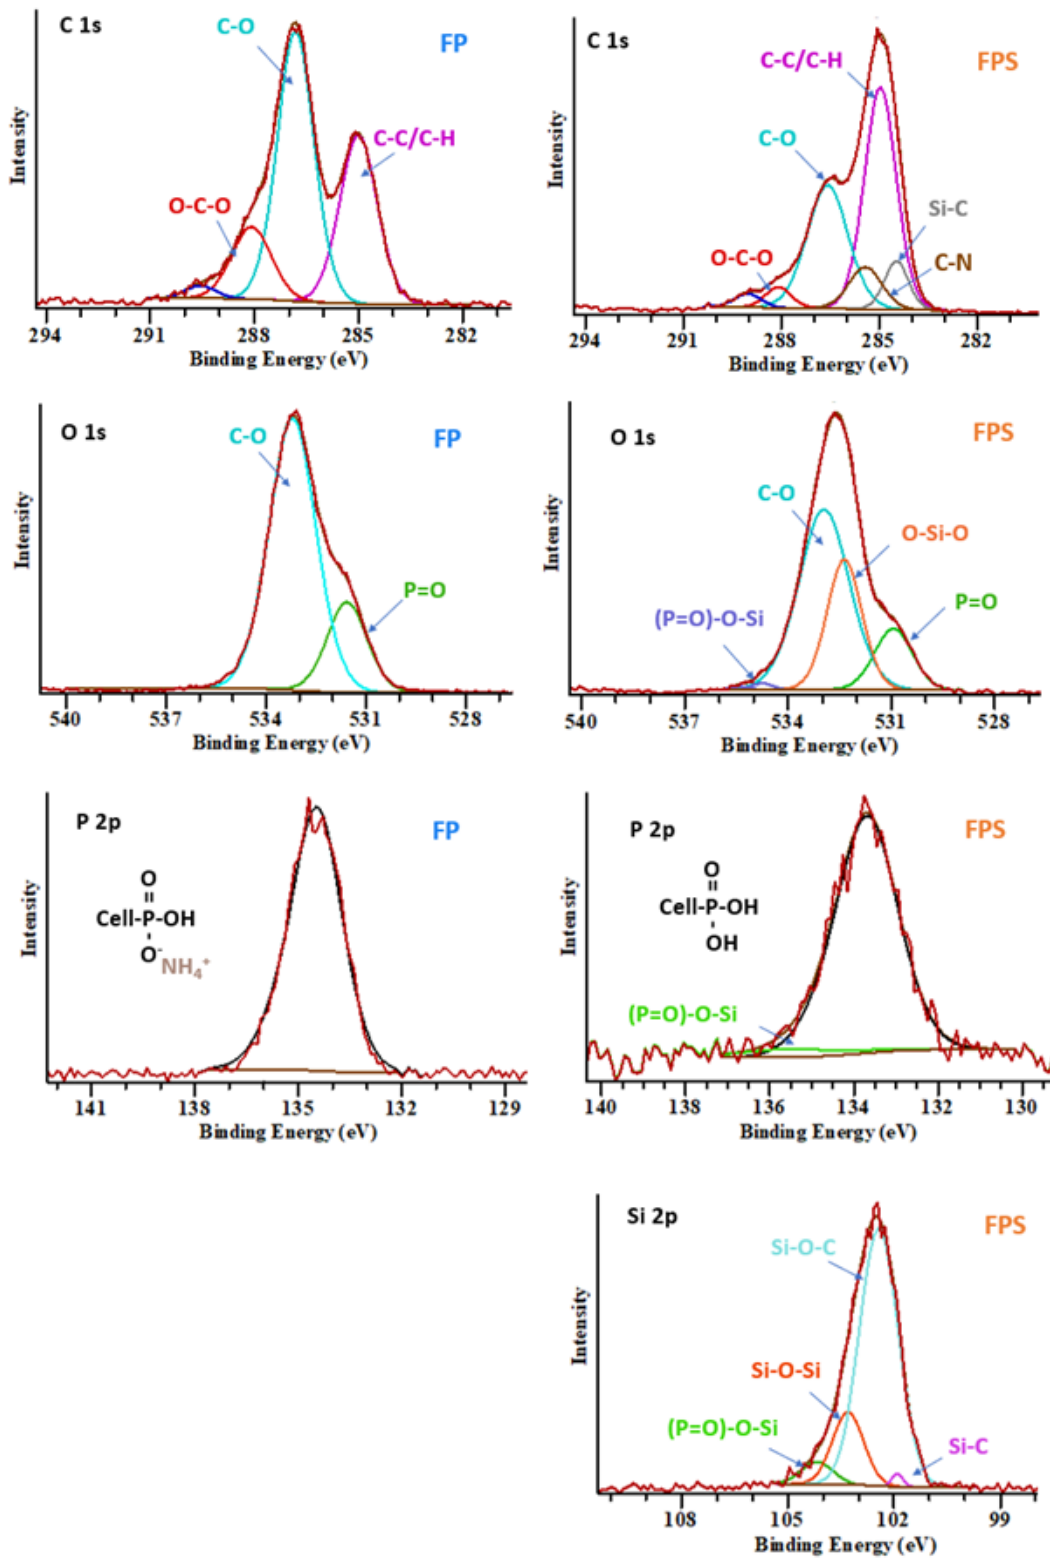 C 1s
FP
C-O
C-C/C-H
O-C-O
Intensity
294 291 288 285 282
Binding Energy (eV)
C 1s
FPS
C-C/C-H
C-O
Si-C
O-C-O
C-N
Intensity
294 291 288 285 282
Binding Energy (eV)
O 1s
FP
C-O
P=O
Intensity
540 537 534 531 528
Binding Energy (eV)
O 1s
FPS
C-O
O-Si-O
(P=O)-O-Si
P=O
Intensity
540 537 534 531 528
Binding Energy (eV)
P 2p
FP
O
Cell-P-OH
O⁻
NH₄⁺
Intensity
141 138 135 132 129
Binding Energy (eV)
P 2p
FPS
O
Cell-P-OH
OH
(P=O)-O-Si
Intensity
140 138 136 134 132 130
Binding Energy (eV)
Si 2p
FPS
Si-O-C
Si-O-Si
(P=O)-O-Si
Si-C
Intensity
108 105 102 99
Binding Energy (eV)